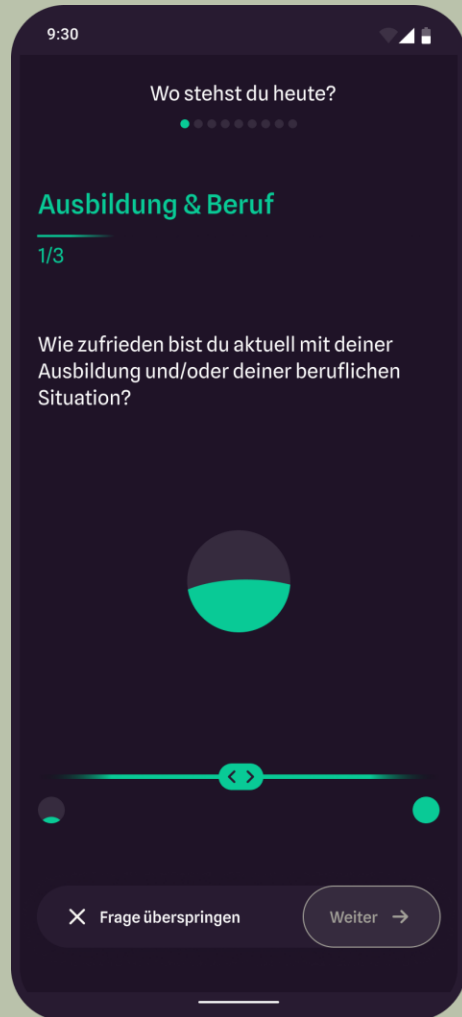 9:30
Wo stehst du heute?
Ausbildung & Beruf
1/3
Wie zufrieden bist du aktuell mit deiner
Ausbildung und/oder deiner beruflichen
Situation?
Frage überspringen
Weiter